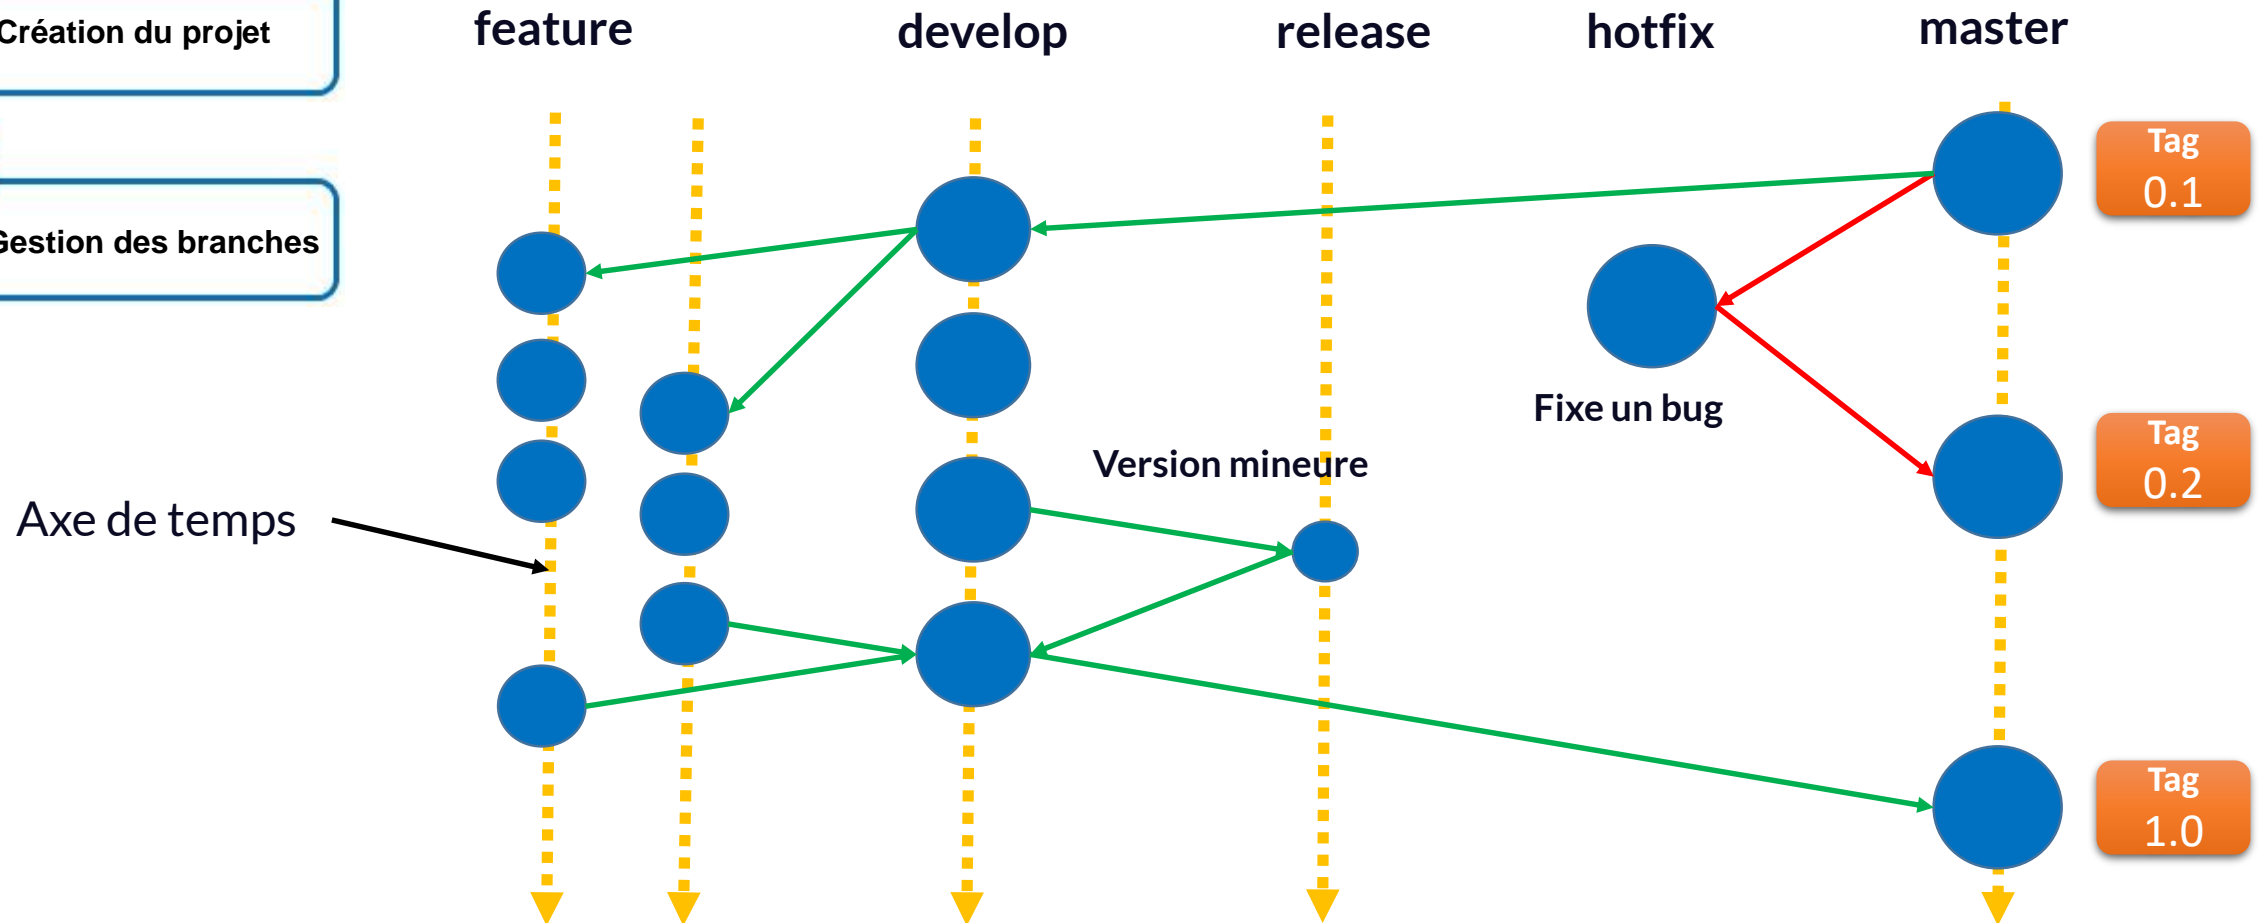 Création du projet
feature
develop
release
hotfix
master
Tag
0.1
Gestion des branches
Fixe un bug
Version mineure
Tag
0.2
Axe de temps
Tag
1.0